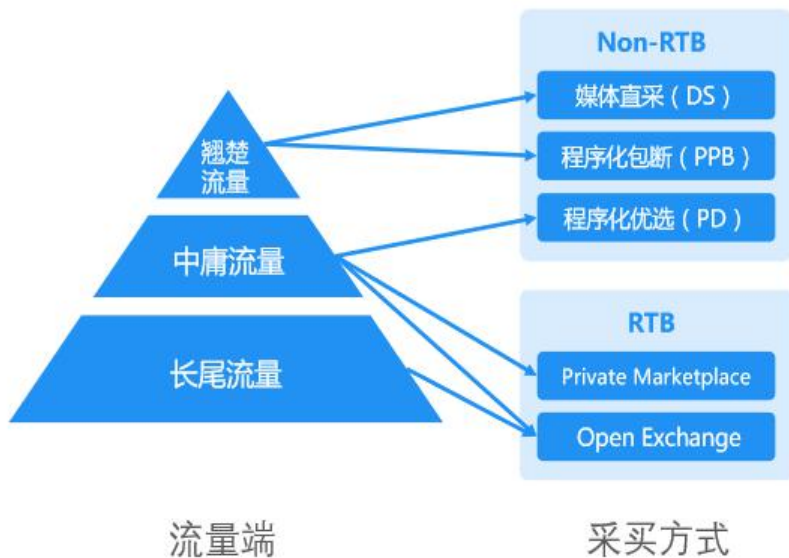 翘楚
流量
中庸流量
长尾流量
流量端
Non-RTB
媒体直采（DS）
程序化包断（PPB）
程序化优选（PD）
RTB
Private Marketplace
Open Exchange
采买方式